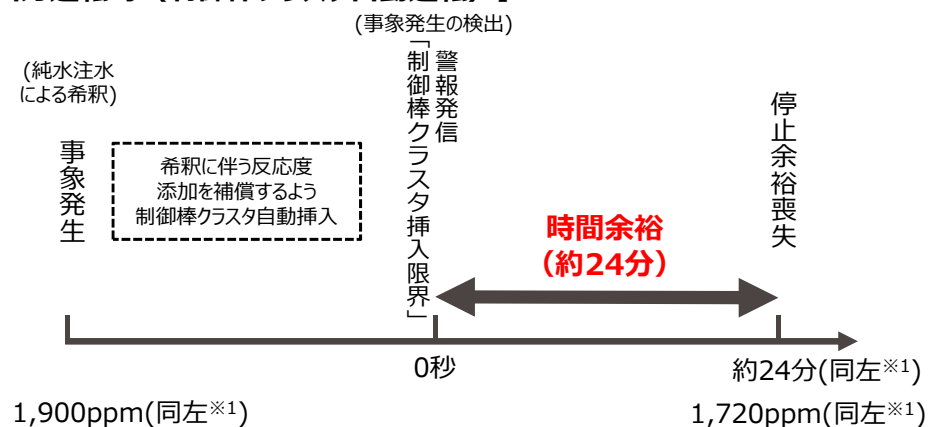 (事象発生の検出)
「制御棒クラスタ挿入限界」
警報発信
(純水注水
による希釈)
事象発生
希釈に伴う反応度
添加を補償するよう
制御棒クラスタ自動挿入
時間余裕
(約24分)
停止余裕喪失
0秒
約24分(同左※1)
1,900ppm(同左※1)
1,720ppm(同左※1)